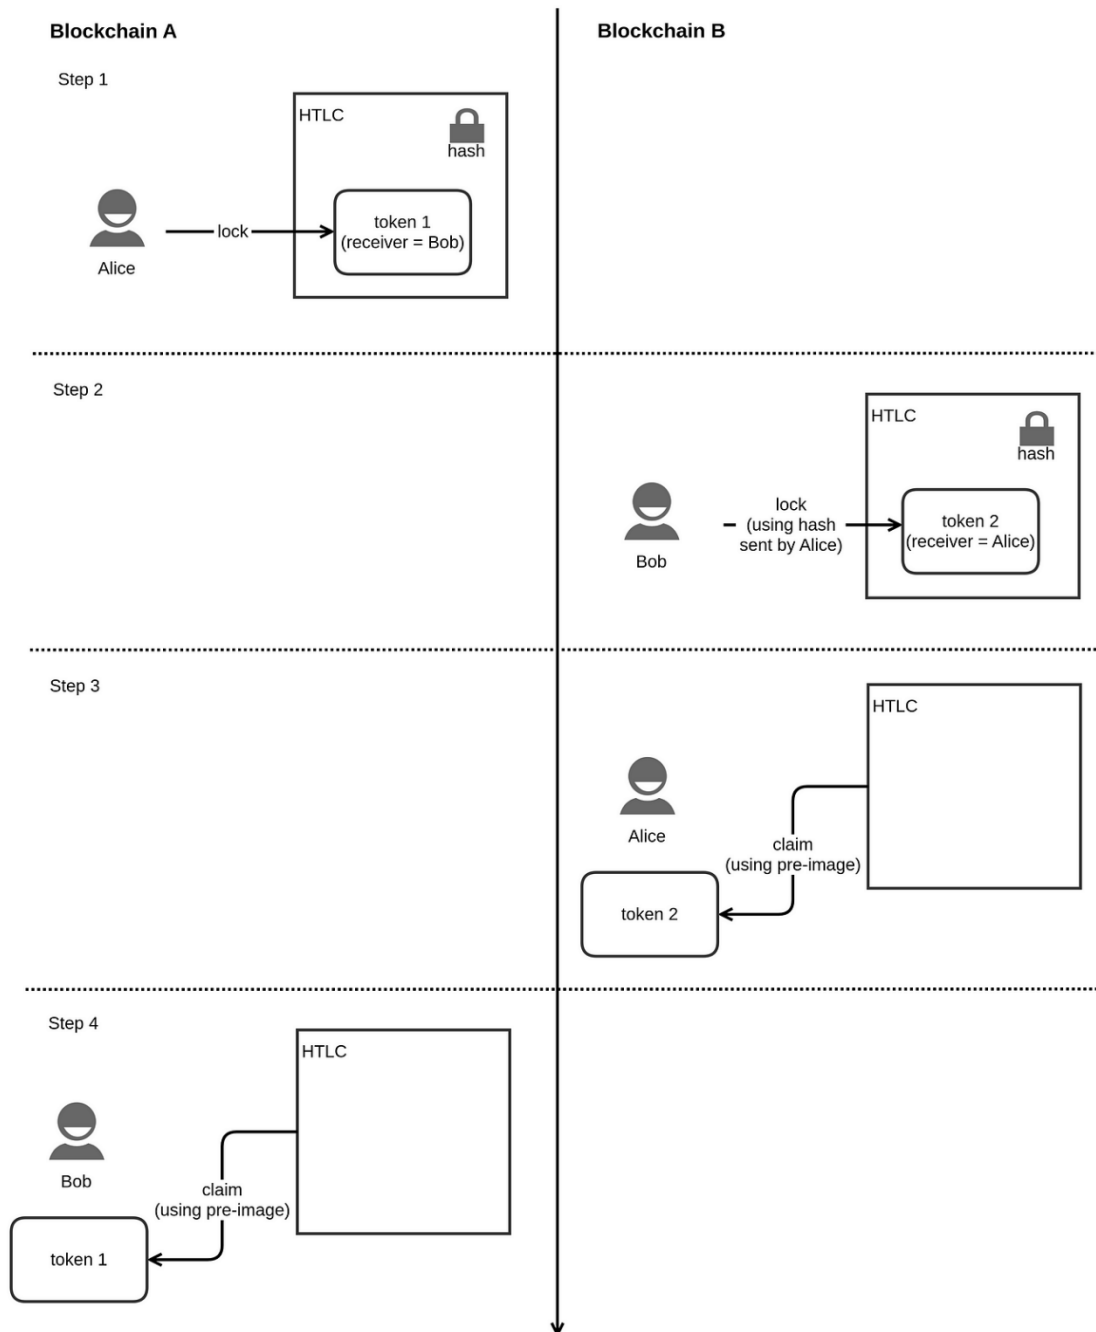 Blockchain A
Blockchain B
Step 1
HTLC
hash
token 1
(receiver = Bob)
lock
Alice
Step 2
HTLC
hash
lock
(using hash
sent by Alice)
token 2
(receiver = Alice)
Bob
Step 3
HTLC
Alice
claim
(using pre-image)
token 2
Step 4
HTLC
Bob
claim
(using pre-image)
token 1